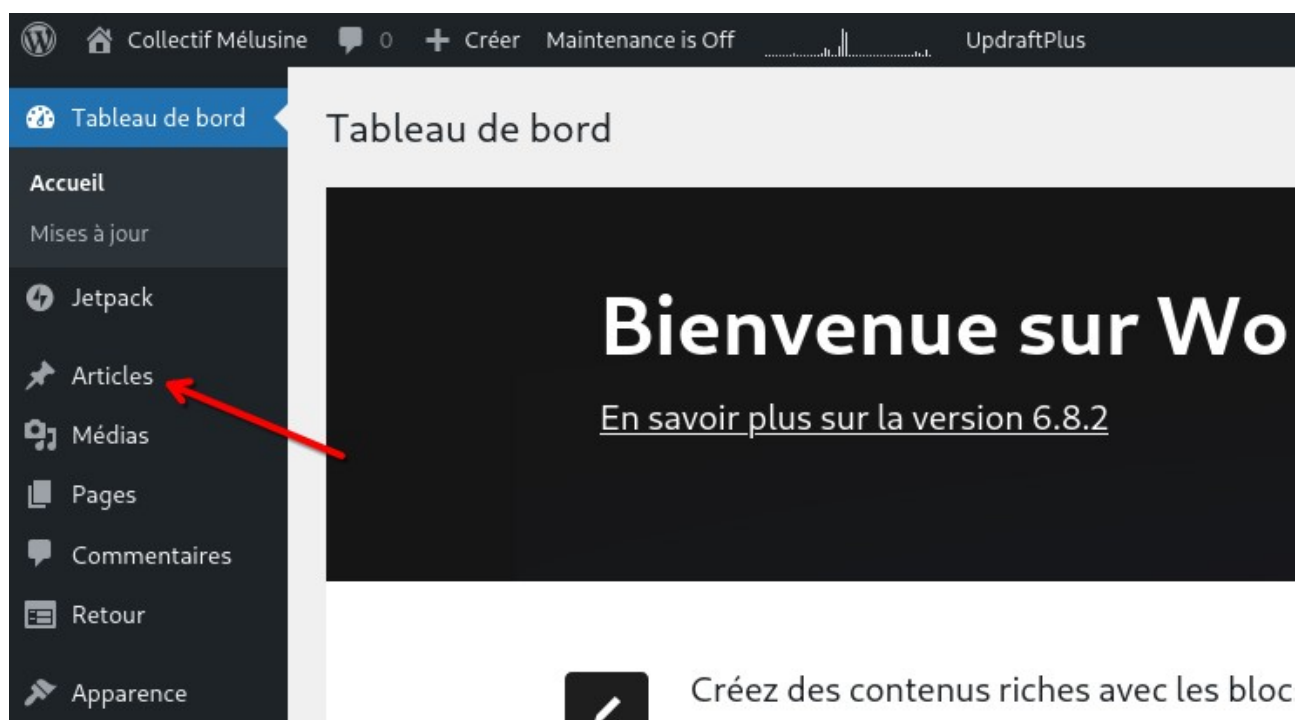 Collectif Mélusine 0 Créer Maintenance is Off UpdraftPlus
Tableau de bord
Tableau de bord
Accueil
Mises à jour
Jetpack
Bienvenue sur Wo
Articles
En savoir plus sur la version 6.8.2
Médias
Pages
Commentaires
Retour
Apparence
Créez des contenus riches avec les bloc